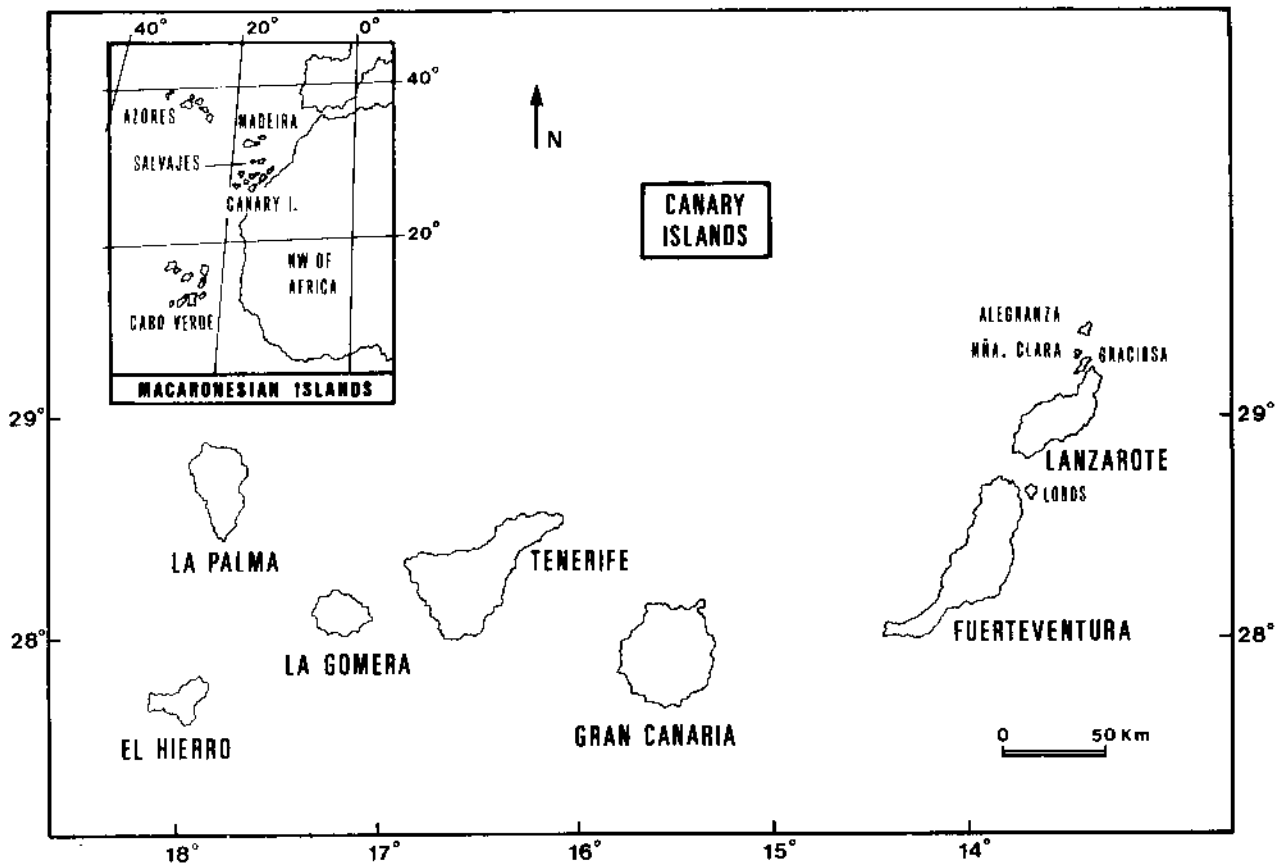 40° 20° 0°
40°
AZORES
MADEIRA
SALVAJES
CANARY I.
20°
NW OF
AFRICA
CABO VERDE
MACARONESIAN ISLANDS
N
CANARY
ISLANDS
ALEGRANZA
MÑA. CLARA
GRACIOSA
29° 29°
LANZAROTE
LOBOS
LA PALMA
TENERIFE
FUERTEVENTURA
28° 28°
LA GOMERA
GRAN CANARIA
EL HIERRO
0 50 Km
18° 17° 16° 15° 14°